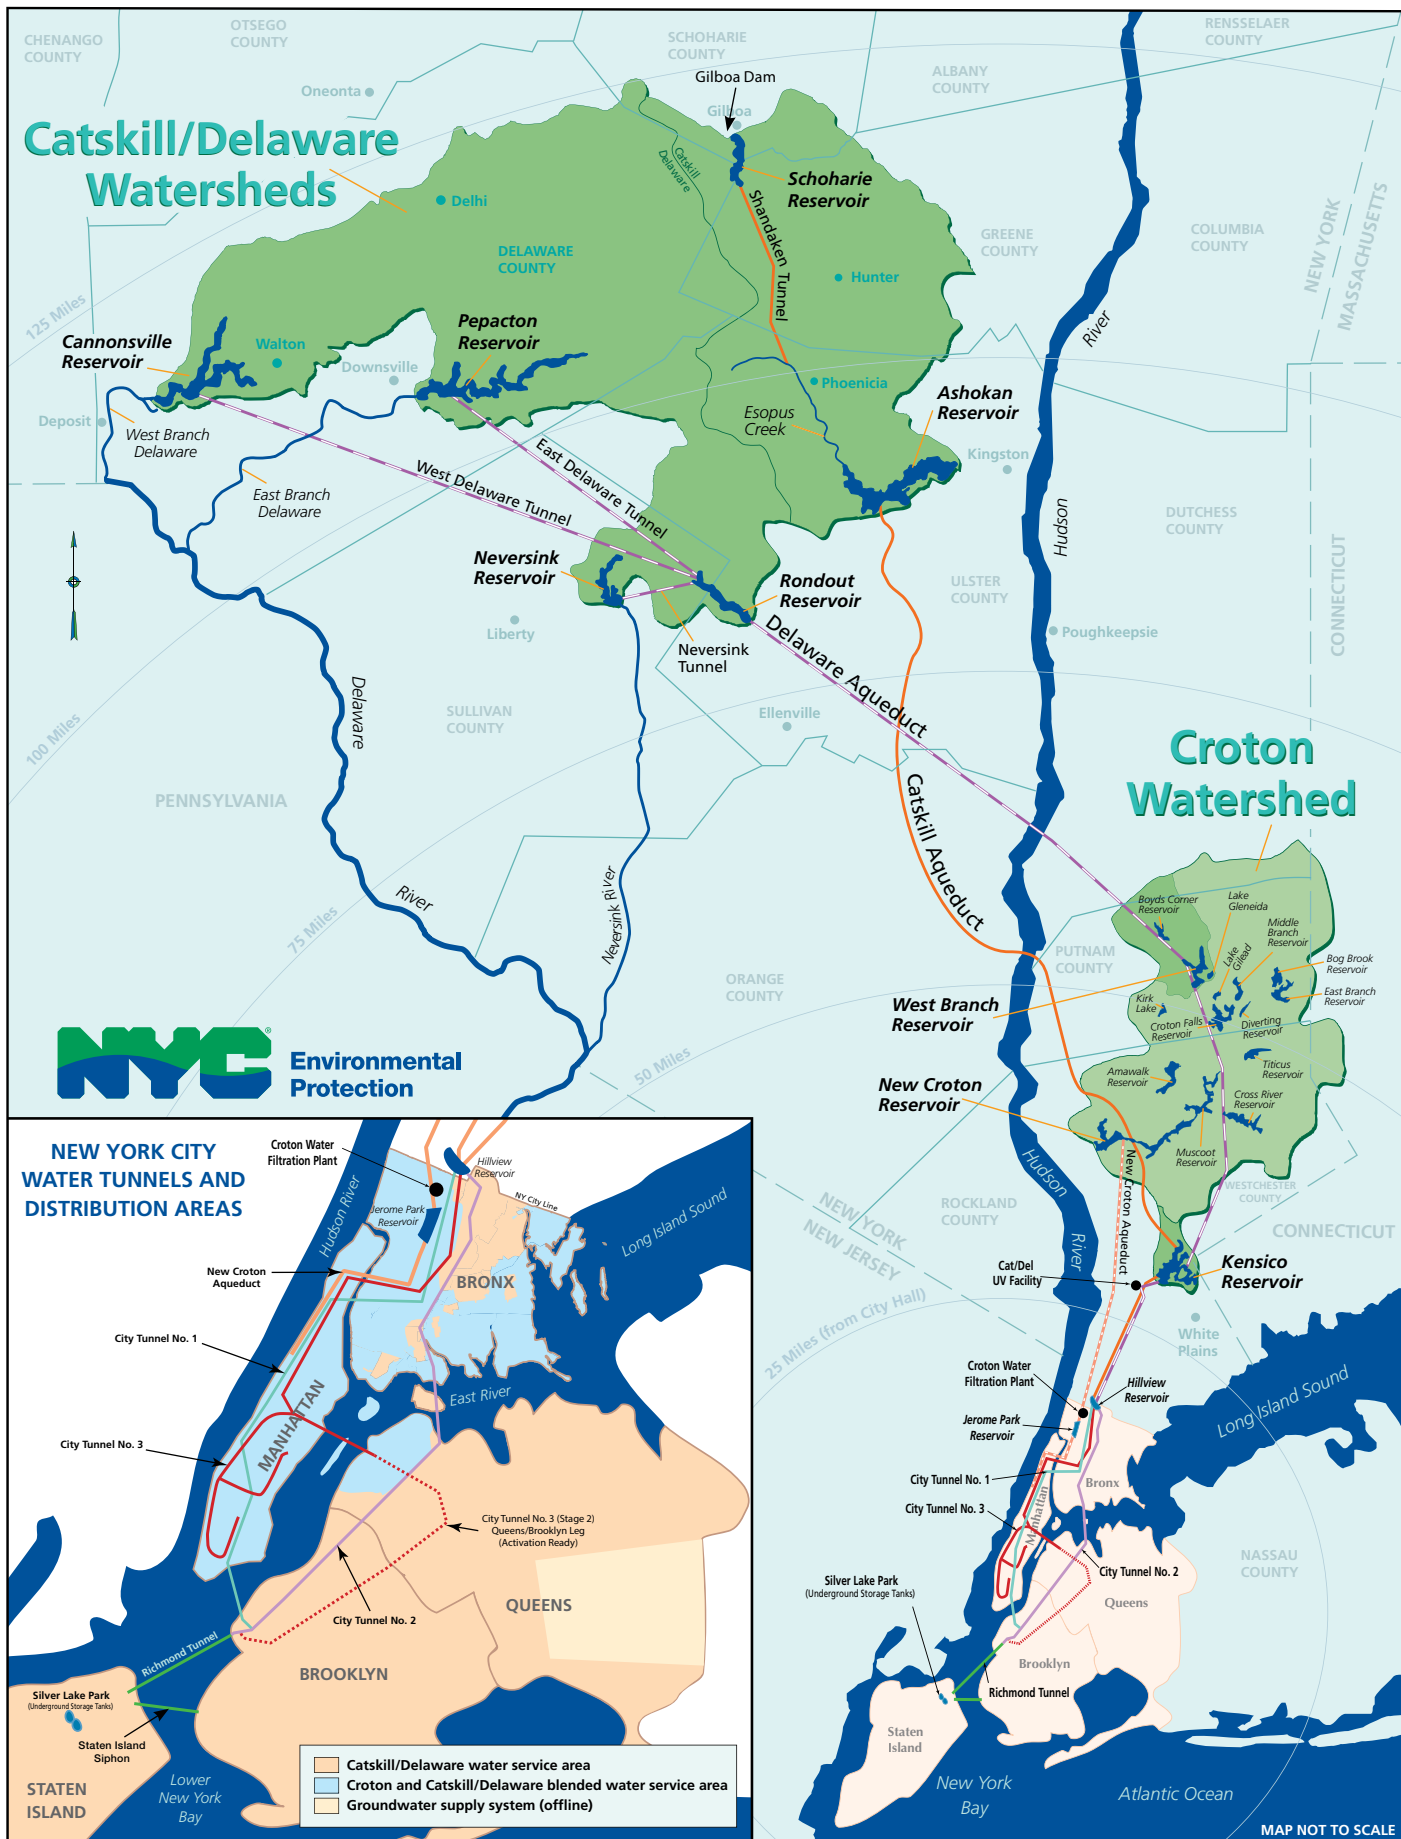 CHENANGO
COUNTY
OTSEGO
COUNTY
SCHOHARIE
COUNTY
RENSSELAER
COUNTY
ALBANY
COUNTY
Oneonta
Gilboa Dam
Gilboa
Catskill/Delaware
Watersheds
Catskill
Delaware
Schoharie
Reservoir
Delhi
Shandaken Tunnel
DELAWARE
COUNTY
GREENE
COUNTY
COLUMBIA
COUNTY
NEW YORK
MASSACHUSETTS
Hunter
125 Miles
Cannonsville
Reservoir
Walton
Pepacton
Reservoir
Downsville
River
Phoenicia
Ashokan
Reservoir
Deposit
West Branch
Delaware
Esopus
Creek
Kingston
East Delaware Tunnel
West Delaware Tunnel
East Branch
Delaware
Hudson
DUTCHESS
COUNTY
CONNECTICUT
Neversink
Reservoir
Rondout
Reservoir
ULSTER
COUNTY
Liberty
Neversink
Tunnel
Delaware Aqueduct
Poughkeepsie
Delaware
SULLIVAN
COUNTY
Ellenville
100 Miles
Croton
Watershed
PENNSYLVANIA
Catskill Aqueduct
River
Neversink River
75 Miles
Boyds Corner
Reservoir
Lake
Gleneida
Middle
Branch
Reservoir
Lake
Gilead
Bog Brook
Reservoir
East Branch
Reservoir
PUTNAM
COUNTY
ORANGE
COUNTY
West Branch
Reservoir
Kirk
Lake
Croton Falls
Reservoir
Diverting
Reservoir
NYC
®
Environmental
Protection
50 Miles
Titicus
Reservoir
Amawalk
Reservoir
New Croton
Reservoir
Cross River
Reservoir
Muscoot
Reservoir
New Croton Aqueduct
WESTCHESTER
COUNTY
Hudson
River
ROCKLAND
COUNTY
NEW YORK
NEW JERSEY
CONNECTICUT
Cat/Del
UV Facility
Kensico
Reservoir
25 Miles (from City Hall)
White
Plains
Croton Water
Filtration Plant
Hillview
Reservoir
Jerome Park
Reservoir
Long Island Sound
City Tunnel No. 1
Bronx
City Tunnel No. 3
Manhattan
NASSAU
COUNTY
City Tunnel No. 2
Silver Lake Park
(Underground Storage Tanks)
Queens
Brooklyn
Richmond Tunnel
Staten
Island
New York
Bay
Atlantic Ocean
MAP NOT TO SCALE
NEW YORK CITY
WATER TUNNELS AND
DISTRIBUTION AREAS
Croton Water
Filtration Plant
Hillview
Reservoir
NY City Line
Hudson River
Jerome Park
Reservoir
Long Island Sound
New Croton
Aqueduct
BRONX
City Tunnel No. 1
East River
MANHATTAN
City Tunnel No. 3
City Tunnel No. 3 (Stage 2)
Queens/Brooklyn Leg
(Activation Ready)
QUEENS
City Tunnel No. 2
Richmond Tunnel
BROOKLYN
Silver Lake Park
(Underground Storage Tanks)
Staten Island
Siphon
STATEN
ISLAND
Lower
New York
Bay
Catskill/Delaware water service area
Croton and Catskill/Delaware blended water service area
Groundwater supply system (offline)